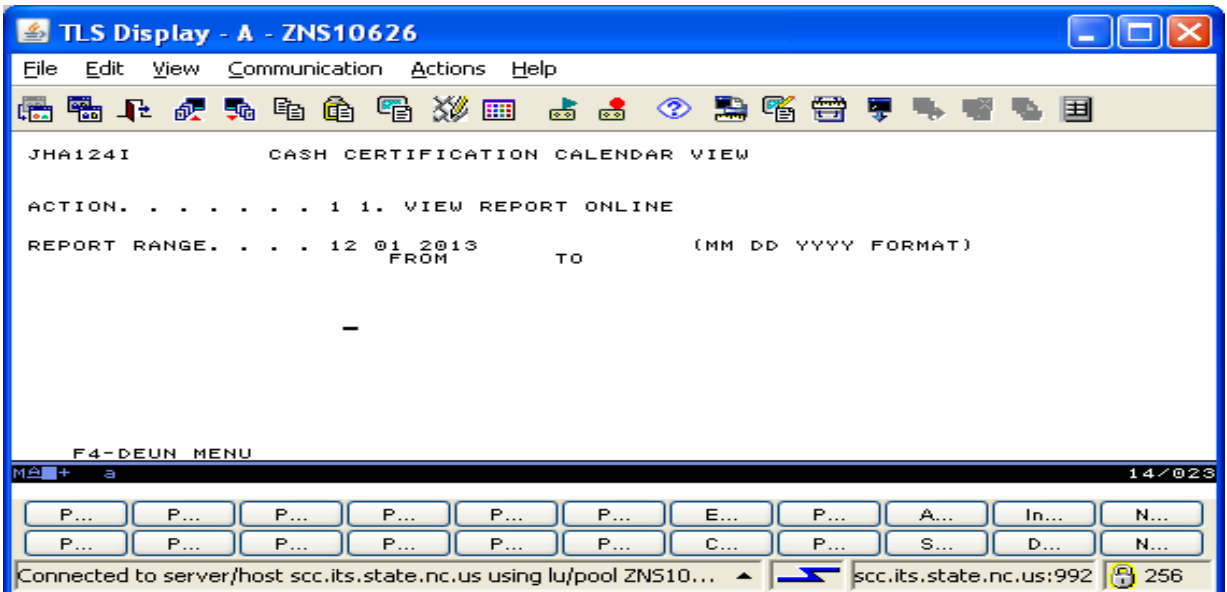 TLS Display - A - ZNS10626
File Edit View Communication Actions Help
JHA124I CASH CERTIFICATION CALENDAR VIEW
ACTION. . . . . . . 1 1. VIEW REPORT ONLINE
REPORT RANGE. . . . 12 01 2013 (MM DD YYYY FORMAT)
FROM TO
F4-DEUN MENU
MA + a 14/023
P... P... P... P... P... P... E... P... A... In... N...
P... P... P... P... P... P... C... P... S... D... N...
Connected to server/host scc.its.state.nc.us using lu/pool ZNS10... scc.its.state.nc.us:992 256